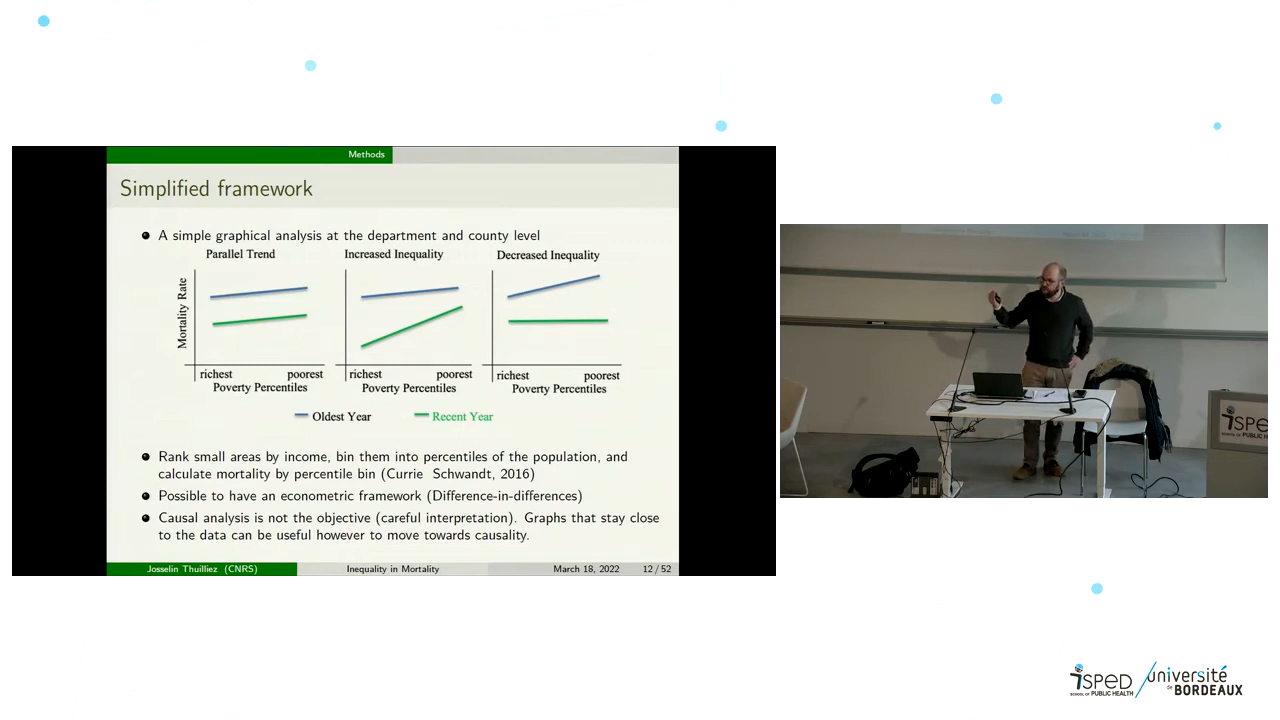 Methods
Simplified framework
A simple graphical analysis at the department and county level
Parallel Trend
Increased Inequality
Decreased Inequality
Mortality Rate
richest poorest
Poverty Percentiles
richest poorest
Poverty Percentiles
richest poorest
Poverty Percentiles
Oldest Year
Recent Year
Rank small areas by income, bin them into percentiles of the population, and
calculate mortality by percentile bin (Currie Schwandt, 2016)
Possible to have an econometric framework (Difference-in-differences)
Causal analysis is not the objective (careful interpretation). Graphs that stay close
to the data can be useful however to move towards causality.
Josselin Thuilliez (CNRS)
Inequality in Mortality
March 18, 2022
12 / 52
ISPED
SCHOOL OF PUBLIC HEALTH
ISPED
SCHOOL OF PUBLIC HEALTH
université
de BORDEAUX